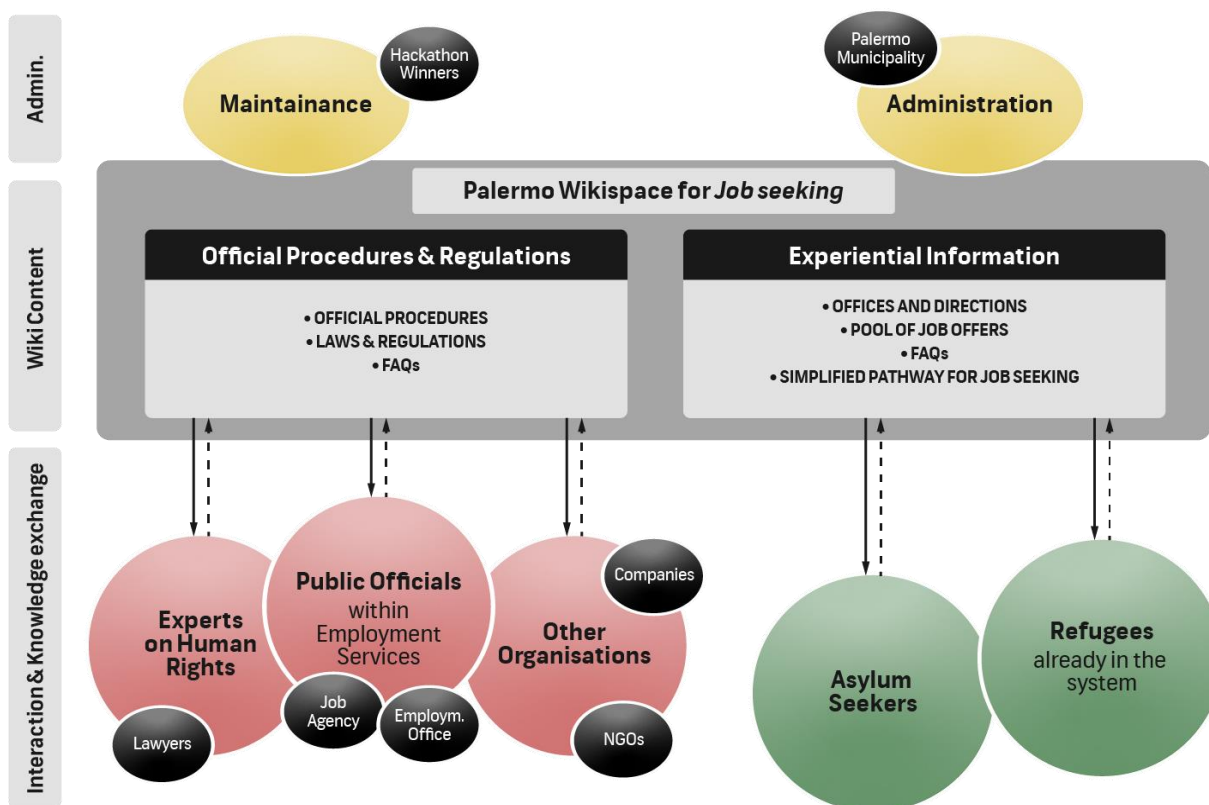 Admin.
Maintainance
Hackathon
Winners
Palermo
Municipality
Administration
Wiki Content
Palermo Wikispace for Job seeking
Official Procedures & Regulations
• OFFICIAL PROCEDURES
• LAWS & REGULATIONS
• FAQs
Experiential Information
• OFFICES AND DIRECTIONS
• POOL OF JOB OFFERS
• FAQs
• SIMPLIFIED PATHWAY FOR JOB SEEKING
Interaction & Knowledge exchange
Experts
on Human
Rights
Lawyers
Public Officials
within
Employment
Services
Job
Agency
Employm.
Office
Other
Organisations
Companies
NGOs
Asylum
Seekers
Refugees
already in the
system